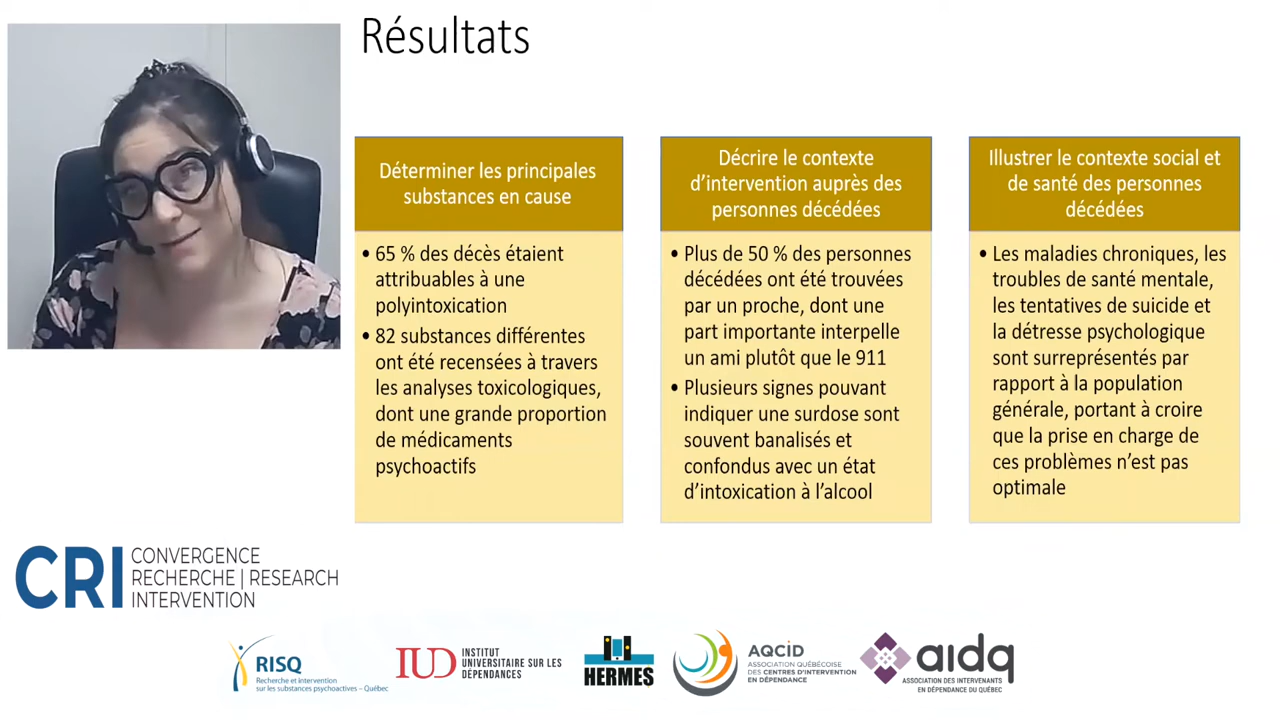 Résultats
Déterminer les principales
substances en cause
• 65 % des décès étaient
attribuables à une
polyintoxication
• 82 substances différentes
ont été recensées à travers
les analyses toxicologiques,
dont une grande proportion
de médicaments
psychoactifs
Décrire le contexte
d’intervention auprès des
personnes décédées
• Plus de 50 % des personnes
décédées ont été trouvées
par un proche, dont une
part importante interpelle
un ami plutôt que le 911
• Plusieurs signes pouvant
indiquer une surdose sont
souvent banalisés et
confondus avec un état
d’intoxication à l’alcool
Illustrer le contexte social et
de santé des personnes
décédées
• Les maladies chroniques, les
troubles de santé mentale,
les tentatives de suicide et
la détresse psychologique
sont surreprésentés par
rapport à la population
générale, portant à croire
que la prise en charge de
ces problèmes n’est pas
optimale
CRI
CONVERGENCE
RECHERCHE | RESEARCH
INTERVENTION
RISQ
Recherche et intervention
sur les substances psychoactives – Québec
IUD
INSTITUT
UNIVERSITAIRE SUR LES
DÉPENDANCES
HERMES
AQCiD
ASSOCIATION QUÉBÉCOISE
DES CENTRES D’INTERVENTION
EN DÉPENDANCE
aidq
ASSOCIATION DES INTERVENANTS
EN DÉPENDANCE DU QUÉBEC